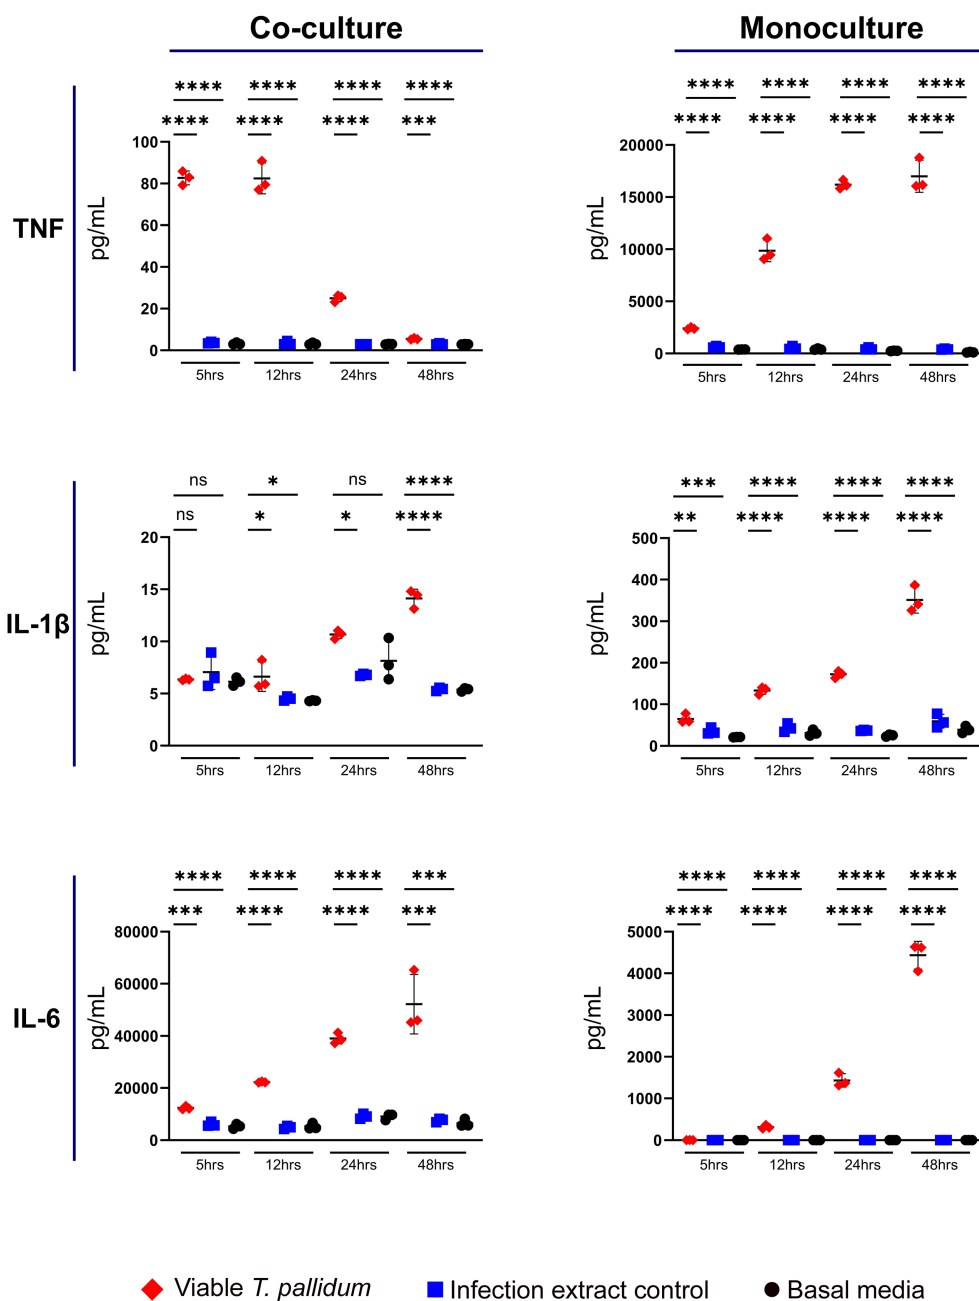 Co-culture Monoculture
**** **** **** ****
**** **** **** ***
TNF
pg/mL
100
80
60
40
20
0
5hrs 12hrs 24hrs 48hrs
**** **** **** ****
**** **** **** ****
pg/mL
20000
15000
10000
5000
0
5hrs 12hrs 24hrs 48hrs
ns * ns ****
ns * * ****
IL-1β
pg/mL
20
15
10
5
0
5hrs 12hrs 24hrs 48hrs
*** **** **** ****
** **** **** ****
pg/mL
500
400
300
200
100
0
5hrs 12hrs 24hrs 48hrs
**** **** **** ***
*** **** **** ***
IL-6
pg/mL
80000
60000
40000
20000
0
5hrs 12hrs 24hrs 48hrs
**** **** **** ****
**** **** **** ****
pg/mL
5000
4000
3000
2000
1000
0
5hrs 12hrs 24hrs 48hrs
Viable T. pallidum Infection extract control Basal media